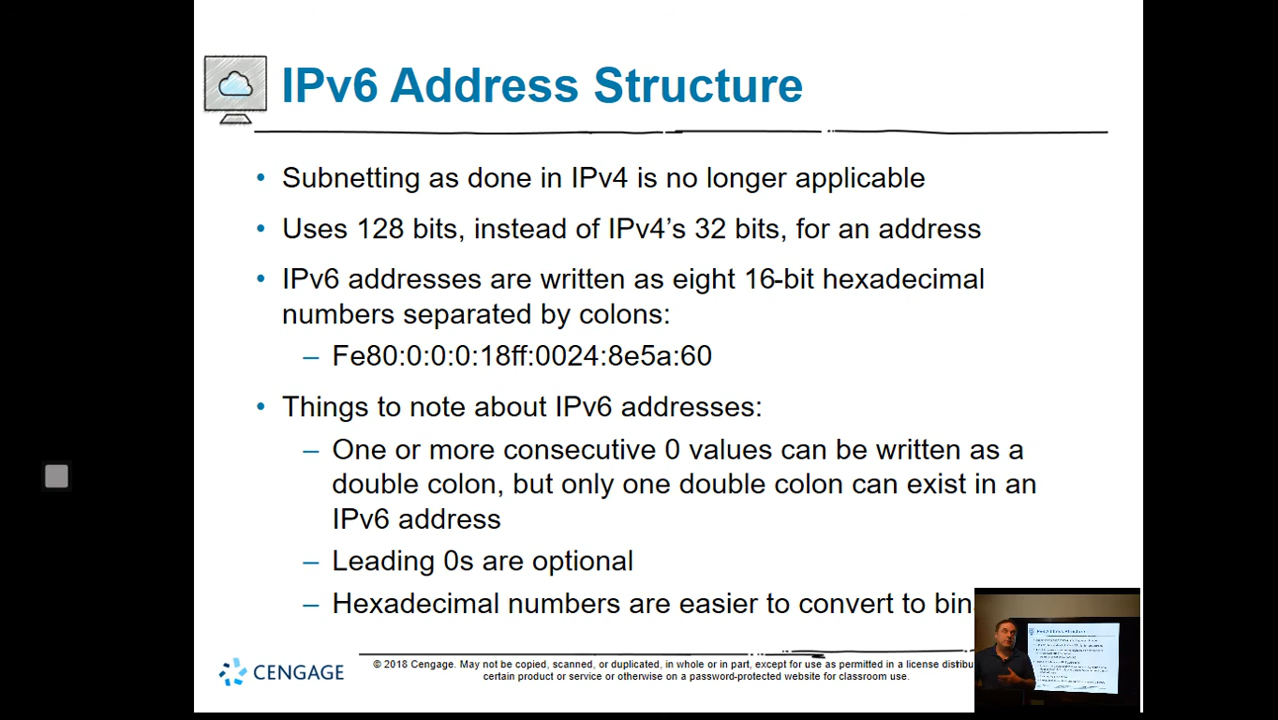 IPv6 Address Structure
• Subnetting as done in IPv4 is no longer applicable
• Uses 128 bits, instead of IPv4’s 32 bits, for an address
• IPv6 addresses are written as eight 16-bit hexadecimal
numbers separated by colons:
– Fe80:0:0:0:18ff:0024:8e5a:60
• Things to note about IPv6 addresses:
– One or more consecutive 0 values can be written as a
double colon, but only one double colon can exist in an
IPv6 address
– Leading 0s are optional
– Hexadecimal numbers are easier to convert to
CENGAGE
© 2018 Cengage. May not be copied, scanned, or duplicated, in whole or in part, except for use as permitted in a license
certain product or service or otherwise on a password-protected website for classroom use.